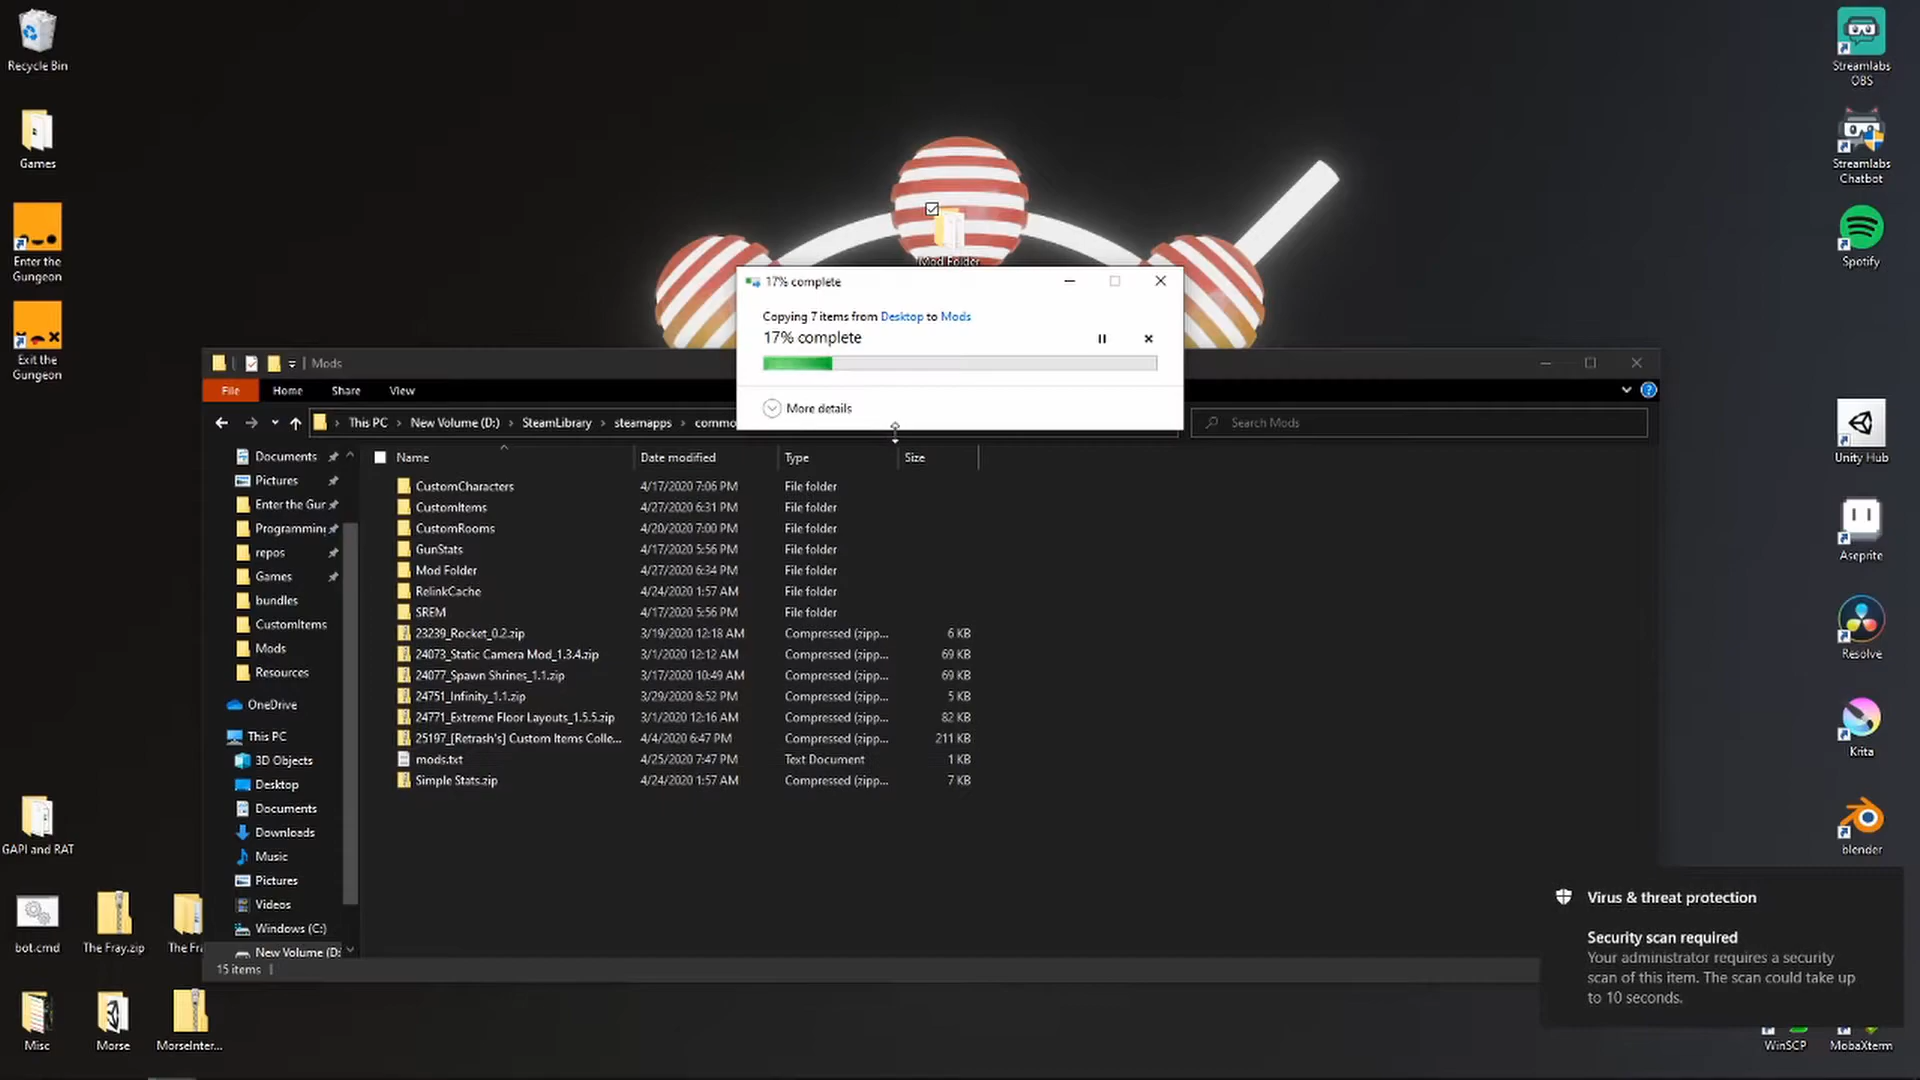 Recycle Bin
Games
Enter the
Gungeon
Exit the
Gungeon
GAPI and RAT
bot.cmd
The Fray.zip
The Fra
Misc
Morse
MorseInter...
Mod Folder
17% complete
Copying 7 items from Desktop to Mods
17% complete
More details
Mods
File
Home
Share
View
This PC
New Volume (D:)
SteamLibrary
steamapps
commo
Search Mods
Documents
Pictures
Enter the Gur
Programming
repos
Games
bundles
CustomItems
Mods
Resources
OneDrive
This PC
3D Objects
Desktop
Documents
Downloads
Music
Pictures
Videos
Windows (C:)
New Volume (D:
Name Date modified Type Size
CustomCharacters 4/17/2020 7:06 PM File folder
CustomItems 4/27/2020 6:31 PM File folder
CustomRooms 4/20/2020 7:00 PM File folder
GunStats 4/17/2020 5:56 PM File folder
Mod Folder 4/27/2020 6:34 PM File folder
RelinkCache 4/24/2020 1:57 AM File folder
SREM 4/17/2020 5:56 PM File folder
23239_Rocket_0.2.zip 3/19/2020 12:18 AM Compressed (zipp... 6 KB
24073_Static Camera Mod_1.3.4.zip 3/1/2020 12:12 AM Compressed (zipp... 69 KB
24077_Spawn Shrines_1.1.zip 3/17/2020 10:49 AM Compressed (zipp... 69 KB
24751_Infinity_1.1.zip 3/29/2020 8:52 PM Compressed (zipp... 5 KB
24771_Extreme Floor Layouts_1.5.5.zip 3/1/2020 12:16 AM Compressed (zipp... 82 KB
25197_[Retrash's] Custom Items Colle... 4/4/2020 6:47 PM Compressed (zipp... 211 KB
mods.txt 4/25/2020 7:47 PM Text Document 1 KB
Simple Stats.zip 4/24/2020 1:57 AM Compressed (zipp... 7 KB
15 items
Streamlabs
OBS
Streamlabs
Chatbot
Spotify
Unity Hub
Aseprite
Resolve
Krita
blender
Virus & threat protection
Security scan required
Your administrator requires a security
scan of this item. The scan could take up
to 10 seconds.
WinSCP
MobaXterm